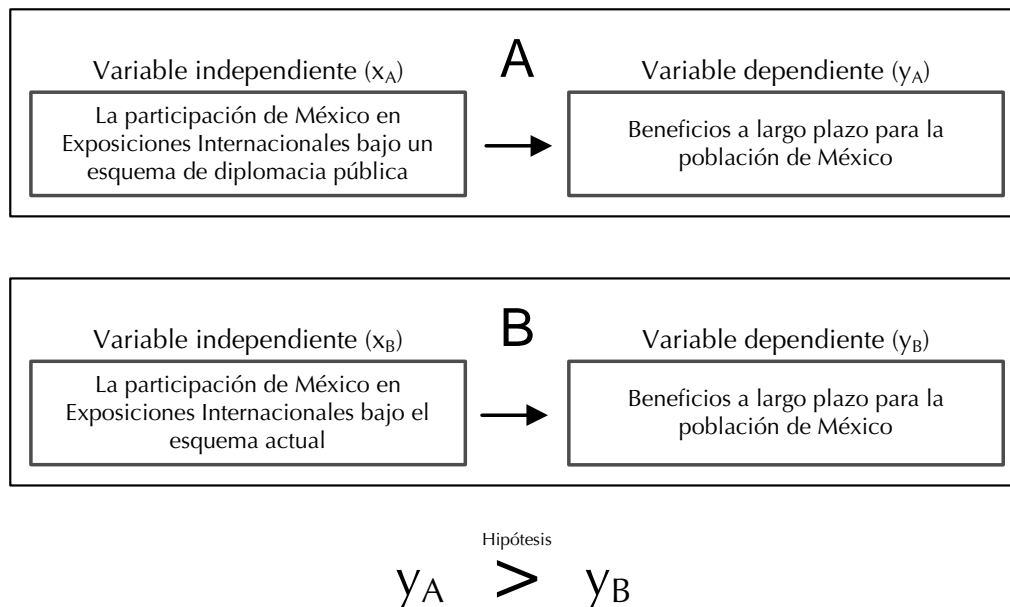 A
Variable independiente (xA)
Variable dependiente (yA)
La participación de México en
Exposiciones Internacionales bajo un
esquema de diplomacia pública
Beneficios a largo plazo para la
población de México
B
Variable independiente (xB)
Variable dependiente (yB)
La participación de México en
Exposiciones Internacionales bajo el
esquema actual
Beneficios a largo plazo para la
población de México
Hipótesis
yA > yB